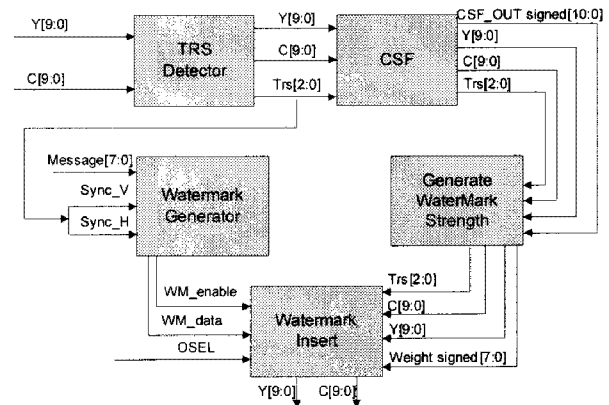 Y[9:0]
C[9:0]
TRS
Detector
Y[9:0]
C[9:0]
Trs[2:0]
CSF
CSF_OUT signed[10:0]
Y[9:0]
C[9:0]
Trs[2:0]
Message[7:0]
Sync_V
Sync_H
Watermark
Generator
Generate
WaterMark
Strength
WM_enable
WM_data
OSEL
Watermark
Insert
Trs[2:0]
C[9:0]
Y[9:0]
Weight signed[7:0]
Y[9:0]
C[9:0]